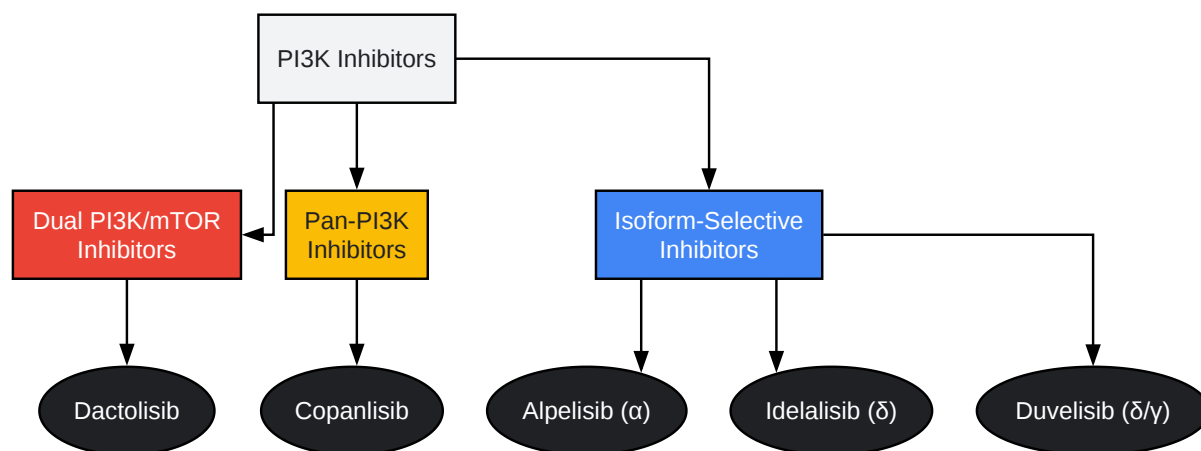 PI3K Inhibitors
Dual PI3K/mTOR
Inhibitors
Pan-PI3K
Inhibitors
Isoform-Selective
Inhibitors
Dactolisib
Copanlisib
Alpelisib (α)
Idelalisib (δ)
Duvelisib (δ/γ)